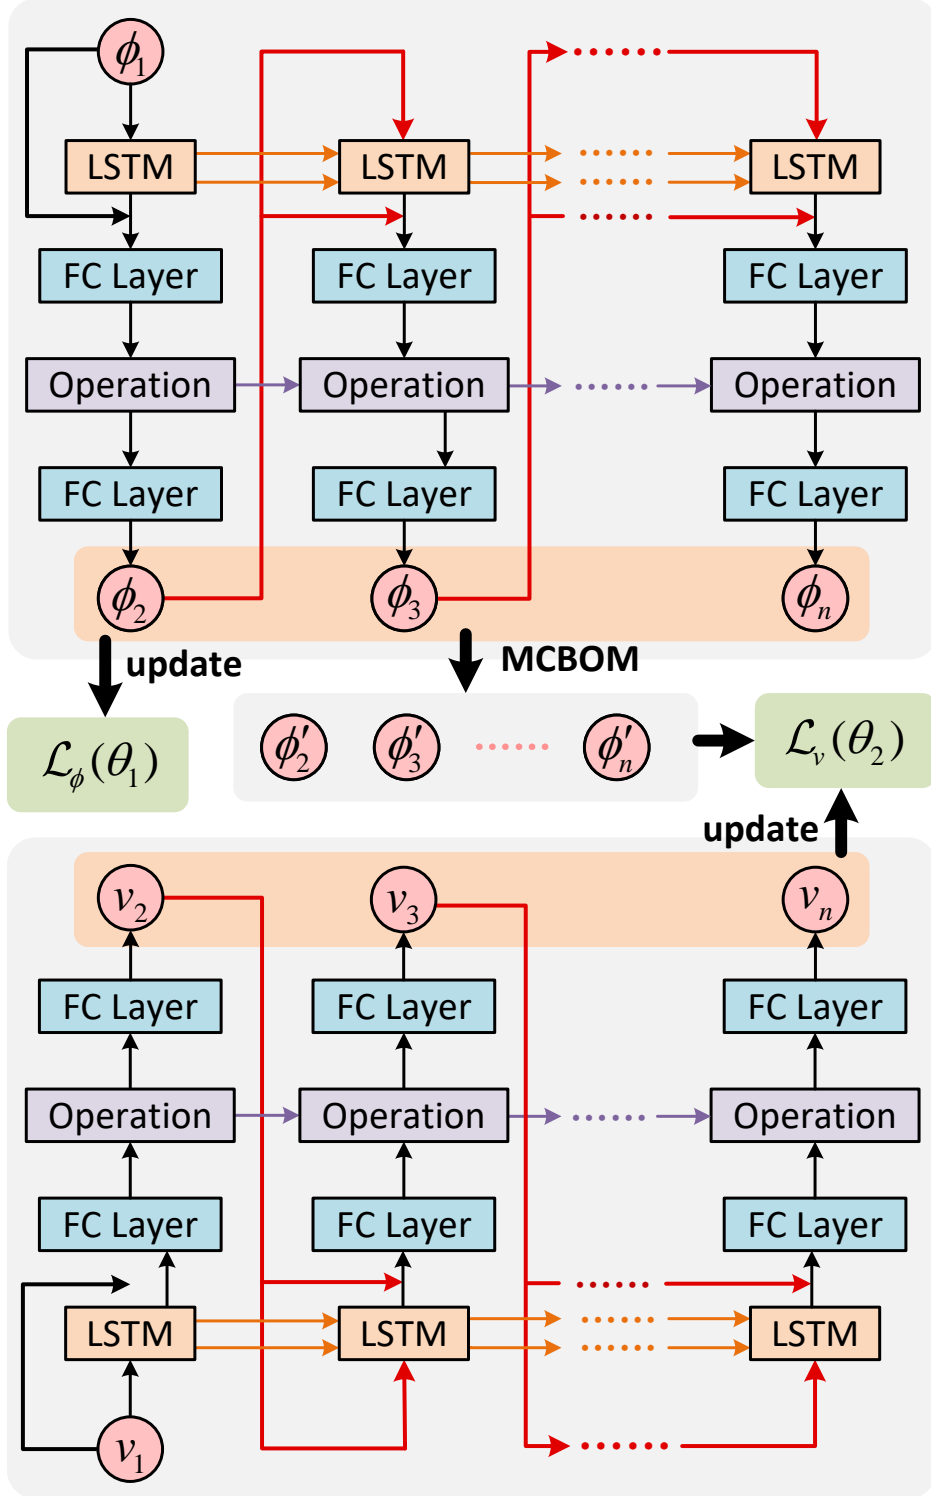 ϕ₁
LSTM LSTM ...... LSTM
FC Layer FC Layer FC Layer
Operation Operation ...... Operation
FC Layer FC Layer FC Layer
ϕ₂ ϕ₃ ϕₙ
update MCBOM
ℒ_ϕ(θ₁) ϕ′₂ ϕ′₃ ...... ϕ′ₙ ℒ_v(θ₂)
update
v₂ v₃ vₙ
FC Layer FC Layer FC Layer
Operation Operation ...... Operation
FC Layer FC Layer FC Layer
LSTM LSTM ...... LSTM
v₁